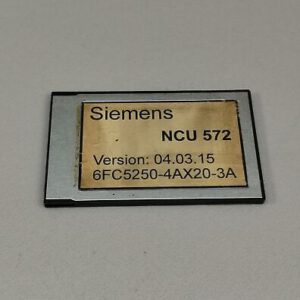 Siemens
NCU 572
Version: 04.03.15
6FC5250-4AX20-3A